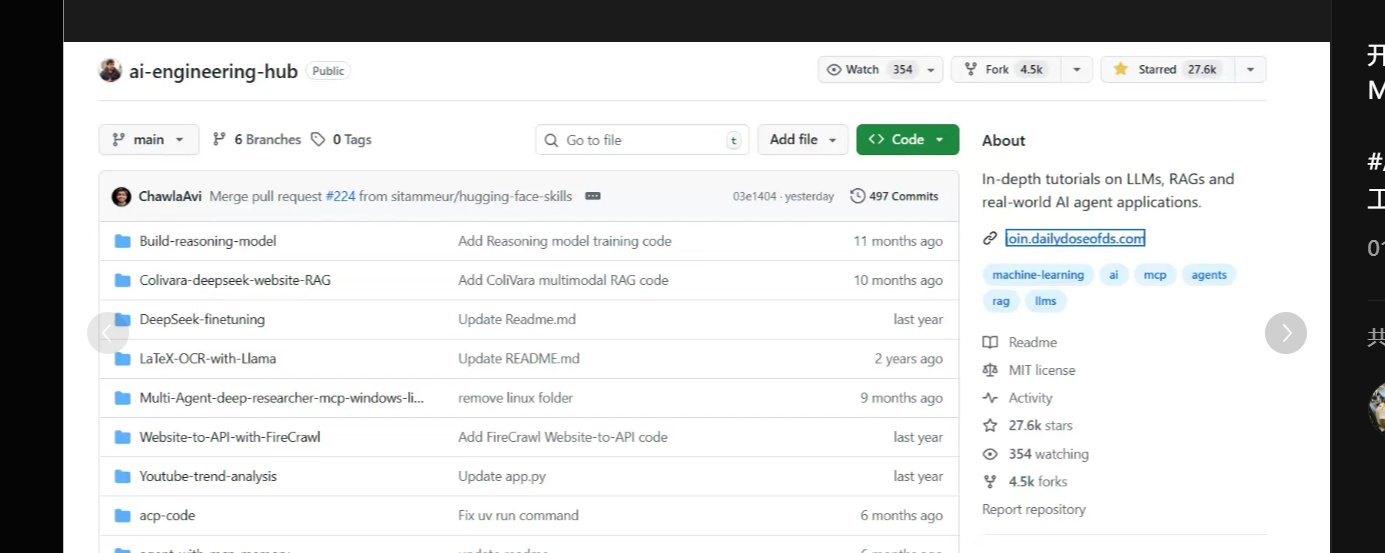 ai-engineering-hub Public Watch 354 Fork 4.5k Starred 27.6k
main 6 Branches 0 Tags Go to file t Add file Code
ChawlaAvi Merge pull request #224 from sitammeur/hugging-face-skills 03e1404 · yesterday 497 Commits
Build-reasoning-model Add Reasoning model training code 11 months ago
Colivara-deepseek-website-RAG Add ColiVara multimodal RAG code 10 months ago
DeepSeek-finetuning Update Readme.md last year
LaTeX-OCR-with-Llama Update README.md 2 years ago
Multi-Agent-deep-researcher-mcp-windows-li... remove linux folder 9 months ago
Website-to-API-with-FireCrawl Add FireCrawl Website-to-API code last year
Youtube-trend-analysis Update app.py last year
acp-code Fix uv run command 6 months ago
About
In-depth tutorials on LLMs, RAGs and
real-world AI agent applications.
join.dailydoseofds.com
machine-learning ai mcp agents
rag llms
Readme
MIT license
Activity
27.6k stars
354 watching
4.5k forks
Report repository
开
M
#
工
共